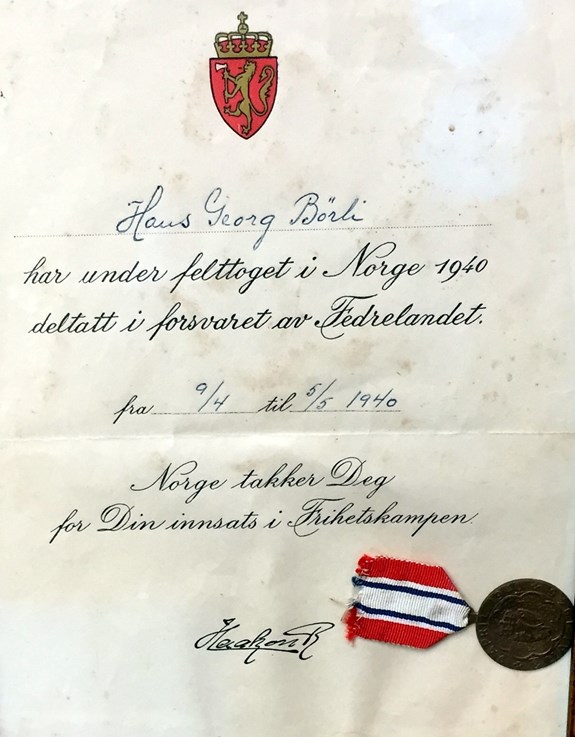 Hans Georg Börli
har under felttoget i Norge 1940
deltatt i forsvaret av Fedrelandet.
fra 9/4 til 5/5 1940
Norge takker Deg
for Din innsats i Frihetskampen.
Haakon R